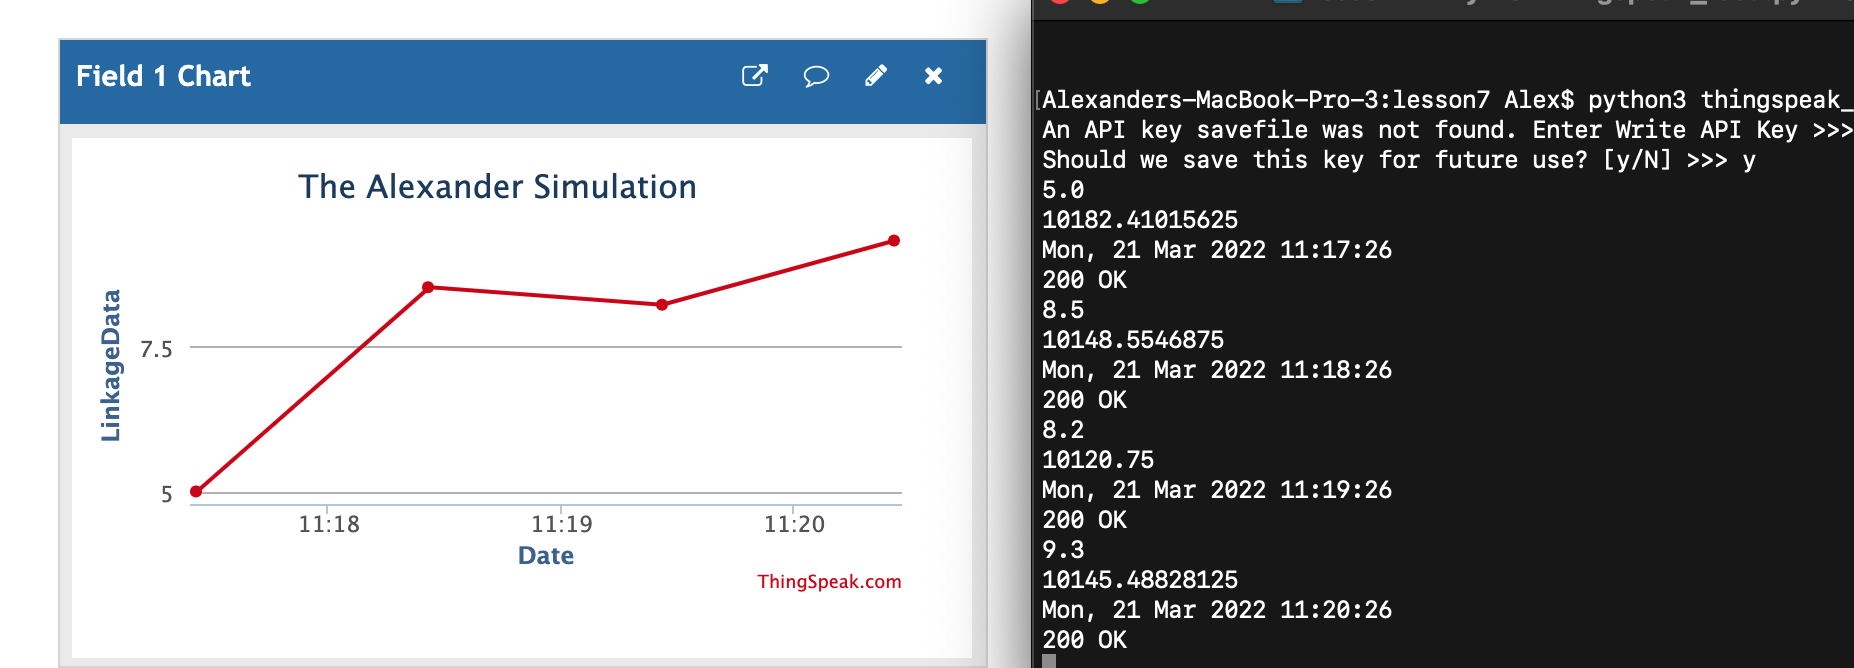 Field 1 Chart
The Alexander Simulation
LinkageData
7.5
5
11:18 11:19 11:20
Date
ThingSpeak.com
[Alexanders-MacBook-Pro-3:lesson7 Alex$ python3 thingspeak_
An API key savefile was not found. Enter Write API Key >>>
Should we save this key for future use? [y/N] >>> y
5.0
10182.41015625
Mon, 21 Mar 2022 11:17:26
200 OK
8.5
10148.5546875
Mon, 21 Mar 2022 11:18:26
200 OK
8.2
10120.75
Mon, 21 Mar 2022 11:19:26
200 OK
9.3
10145.48828125
Mon, 21 Mar 2022 11:20:26
200 OK